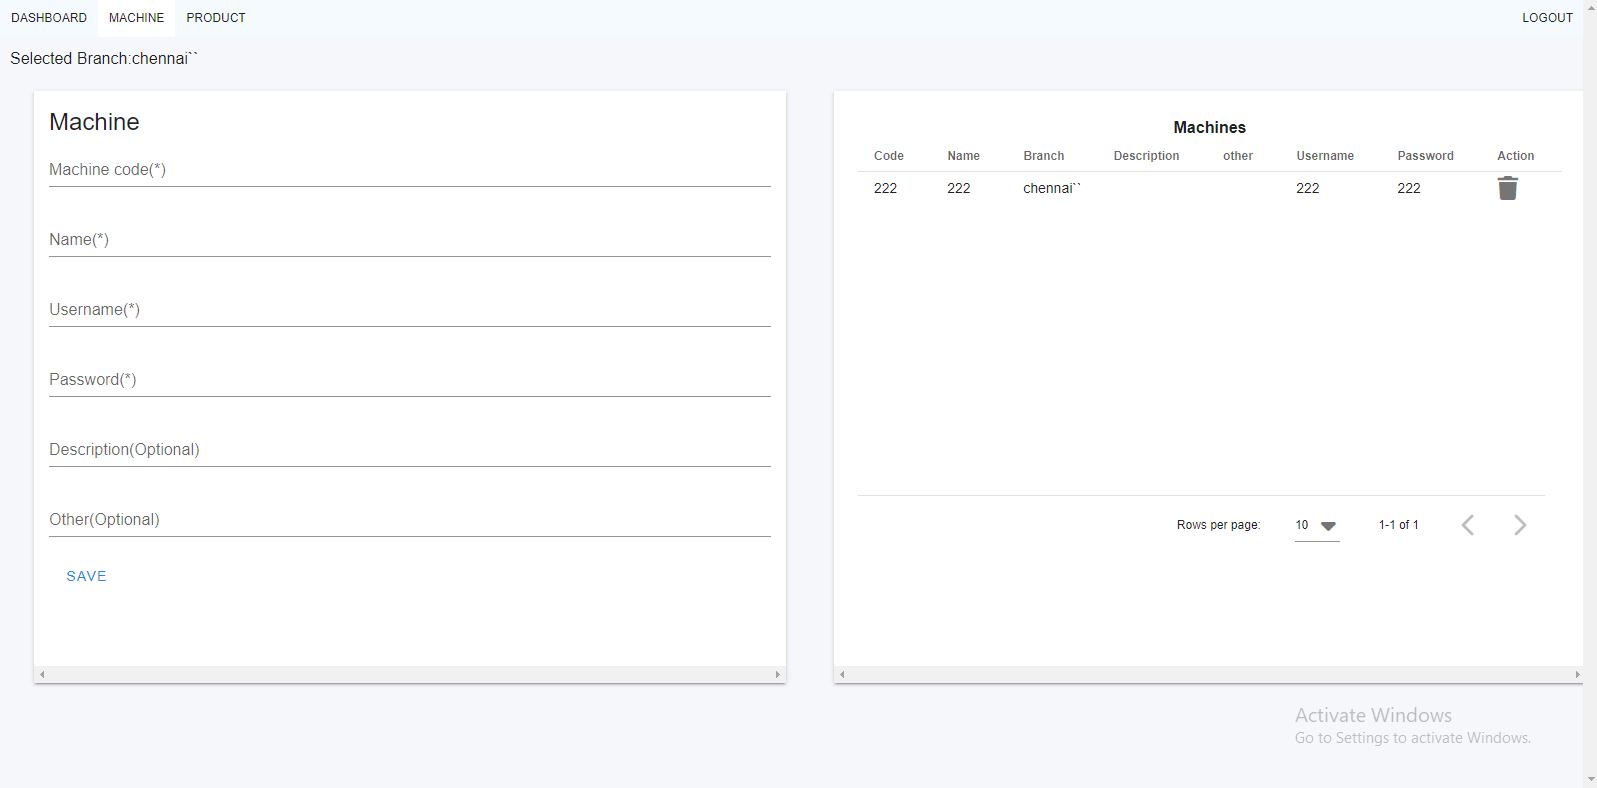 DASHBOARD MACHINE PRODUCT LOGOUT
Selected Branch:chennai``
Machine
Machine code(*)
Name(*)
Username(*)
Password(*)
Description(Optional)
Other(Optional)
SAVE
Machines
Code Name Branch Description other Username Password Action
222 222 chennai`` 222 222
Rows per page: 10 1-1 of 1
Activate Windows
Go to Settings to activate Windows.